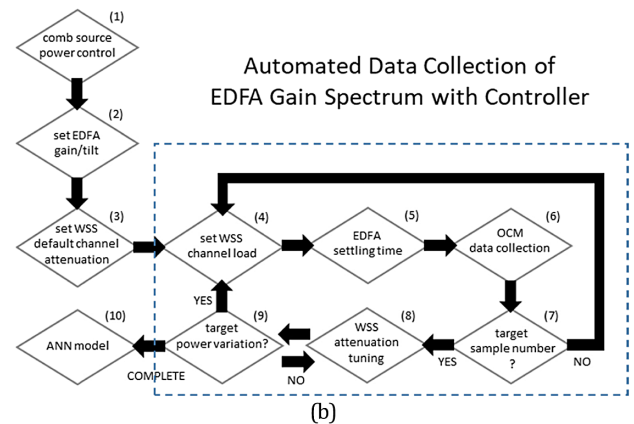 (1)
comb source
power control
Automated Data Collection of
EDFA Gain Spectrum with Controller
(2)
set EDFA
gain/tilt
(3)
set WSS
default channel
attenuation
(4)
set WSS
channel load
(5)
EDFA
settling time
(6)
OCM
data collection
YES
(10)
ANN model
(9)
target
power variation?
(8)
WSS
attenuation
tuning
(7)
target
sample number
?
COMPLETE
NO
YES
NO
(b)